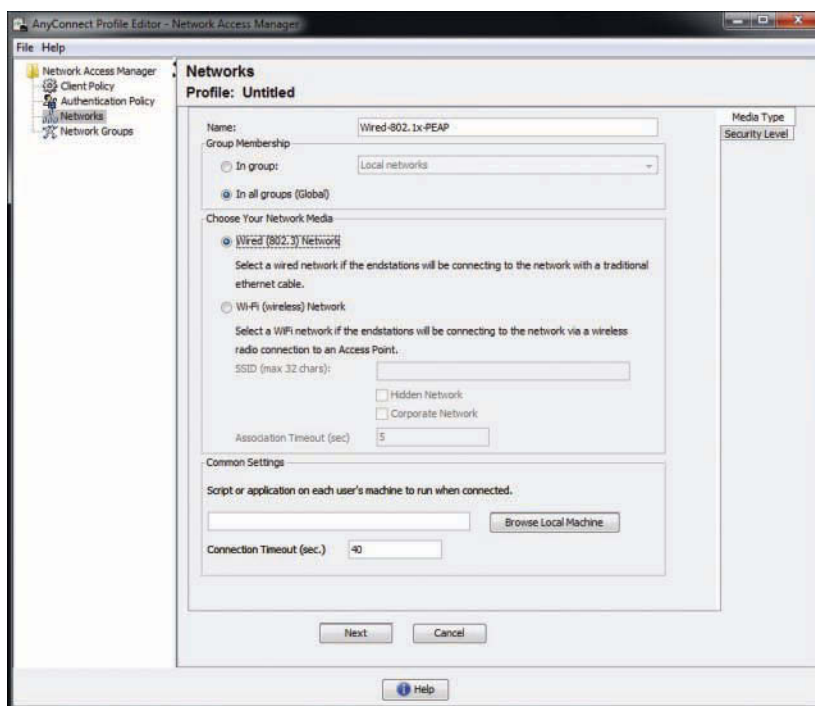 AnyConnect Profile Editor - Network Access Manager
File Help
Network Access Manager
Client Policy
Authentication Policy
Networks
Network Groups
Networks
Profile: Untitled
Media Type
Security Level
Name: Wired-802.1x-PEAP
Group Membership
In group: Local networks
In all groups (Global)
Choose Your Network Media
Wired (802.3) Network
Select a wired network if the endstations will be connecting to the network with a traditional
ethernet cable.
Wi-Fi (wireless) Network
Select a WiFi network if the endstations will be connecting to the network via a wireless
radio connection to an Access Point.
SSID (max 32 chars):
Hidden Network
Corporate Network
Association Timeout (sec) 5
Common Settings
Script or application on each user's machine to run when connected.
Browse Local Machine
Connection Timeout (sec.) 40
Next Cancel
Help